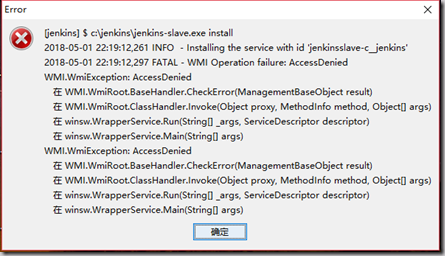 Error
[jenkins] $ c:\jenkins\jenkins-slave.exe install
2018-05-01 22:19:12,261 INFO  - Installing the service with id 'jenkinsslave-c__jenkins'
2018-05-01 22:19:12,297 FATAL - WMI Operation failure: AccessDenied
WMI.WmiException: AccessDenied
在 WMI.WmiRoot.BaseHandler.CheckError(ManagementBaseObject result)
在 WMI.WmiRoot.ClassHandler.Invoke(Object proxy, MethodInfo method, Object[] args)
在 winsw.WrapperService.Run(String[] _args, ServiceDescriptor descriptor)
在 winsw.WrapperService.Main(String[] args)
WMI.WmiException: AccessDenied
在 WMI.WmiRoot.BaseHandler.CheckError(ManagementBaseObject result)
在 WMI.WmiRoot.ClassHandler.Invoke(Object proxy, MethodInfo method, Object[] args)
在 winsw.WrapperService.Run(String[] _args, ServiceDescriptor descriptor)
在 winsw.WrapperService.Main(String[] args)
确定